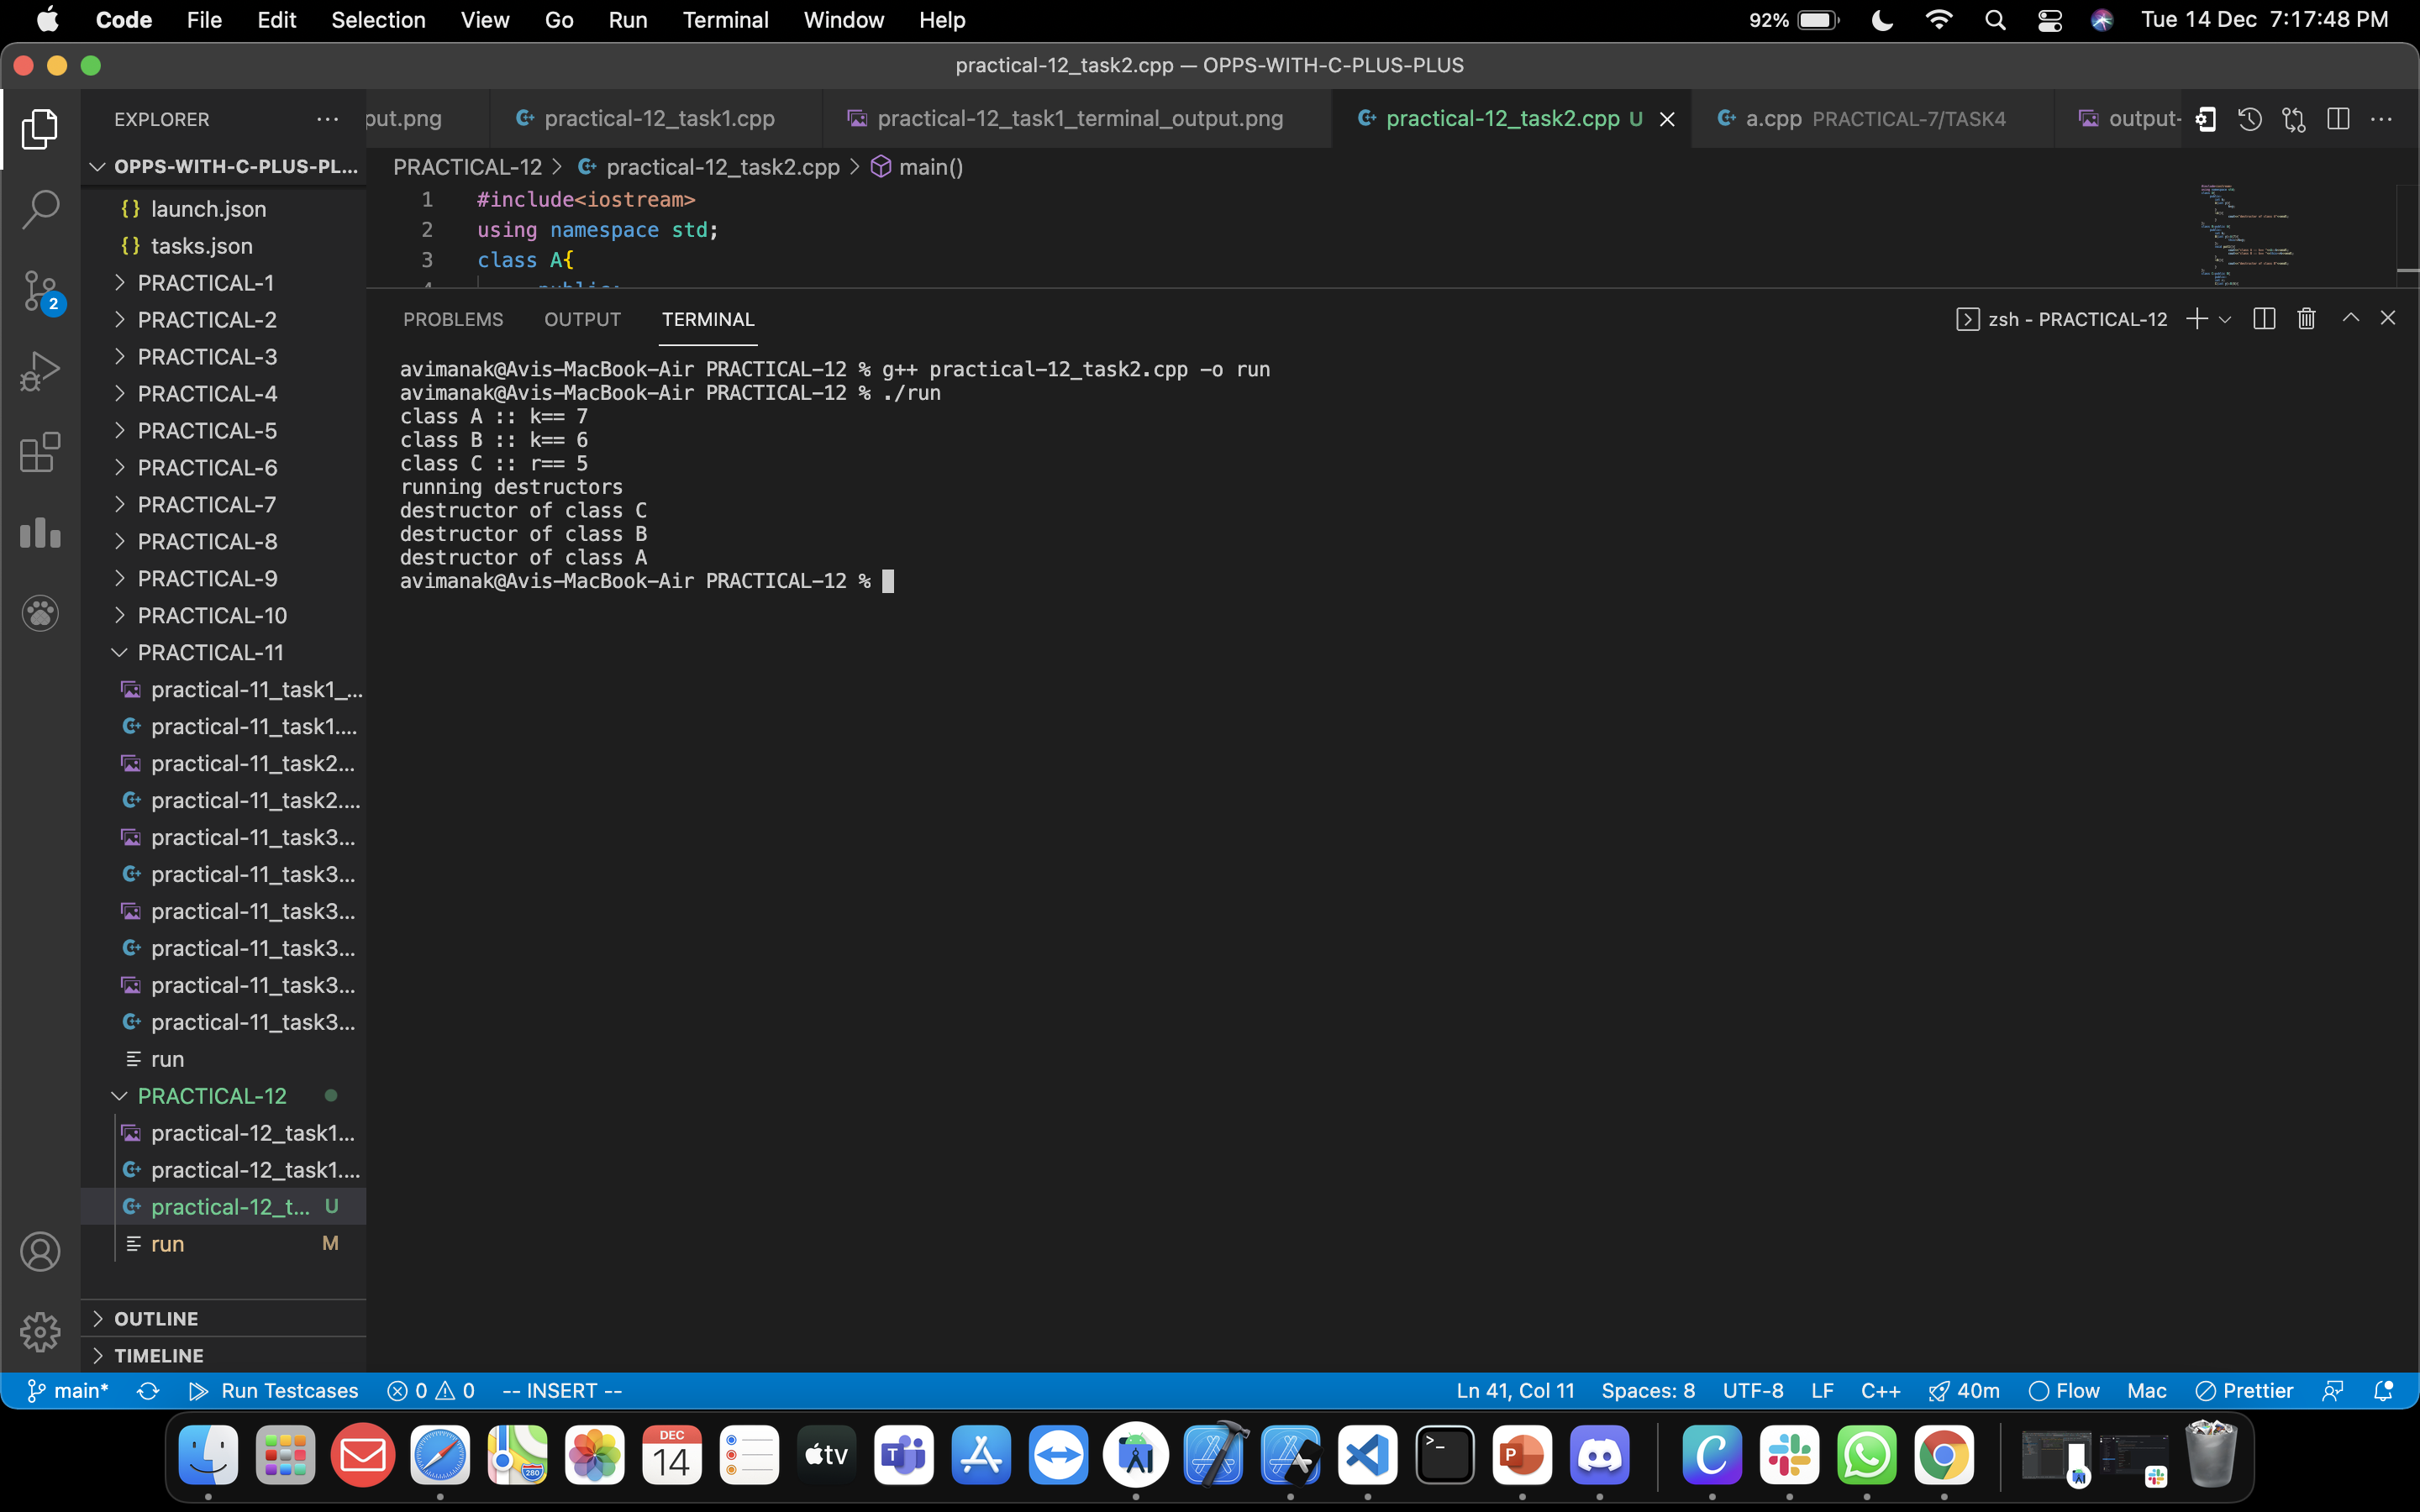 Code File Edit Selection View Go Run Terminal Window Help 92% Tue 14 Dec 7:17:48 PM
practical-12_task2.cpp — OPPS-WITH-C-PLUS-PLUS
EXPLORER ···
put.png practical-12_task1.cpp practical-12_task1_terminal_output.png practical-12_task2.cpp U a.cpp PRACTICAL-7/TASK4 output-
OPPS-WITH-C-PLUS-PL...
launch.json
tasks.json
PRACTICAL-1
PRACTICAL-2
PRACTICAL-3
PRACTICAL-4
PRACTICAL-5
PRACTICAL-6
PRACTICAL-7
PRACTICAL-8
PRACTICAL-9
PRACTICAL-10
PRACTICAL-11
practical-11_task1_...
practical-11_task1....
practical-11_task2...
practical-11_task2....
practical-11_task3...
practical-11_task3...
practical-11_task3...
practical-11_task3...
practical-11_task3...
practical-11_task3...
run
PRACTICAL-12
practical-12_task1...
practical-12_task1....
practical-12_t... U
run M
OUTLINE
TIMELINE
2
PRACTICAL-12 > practical-12_task2.cpp > main()
1 #include<iostream>
2 using namespace std;
3 class A{
4 public:
PROBLEMS OUTPUT TERMINAL zsh - PRACTICAL-12
avimanak@Avis-MacBook-Air PRACTICAL-12 % g++ practical-12_task2.cpp -o run
avimanak@Avis-MacBook-Air PRACTICAL-12 % ./run
class A :: k== 7
class B :: k== 6
class C :: r== 5
running destructors
destructor of class C
destructor of class B
destructor of class A
avimanak@Avis-MacBook-Air PRACTICAL-12 %
main* Run Testcases 0 0 -- INSERT -- Ln 41, Col 11 Spaces: 8 UTF-8 LF C++ 40m Flow Mac Prettier
280
DEC
14
tv
T
P
C